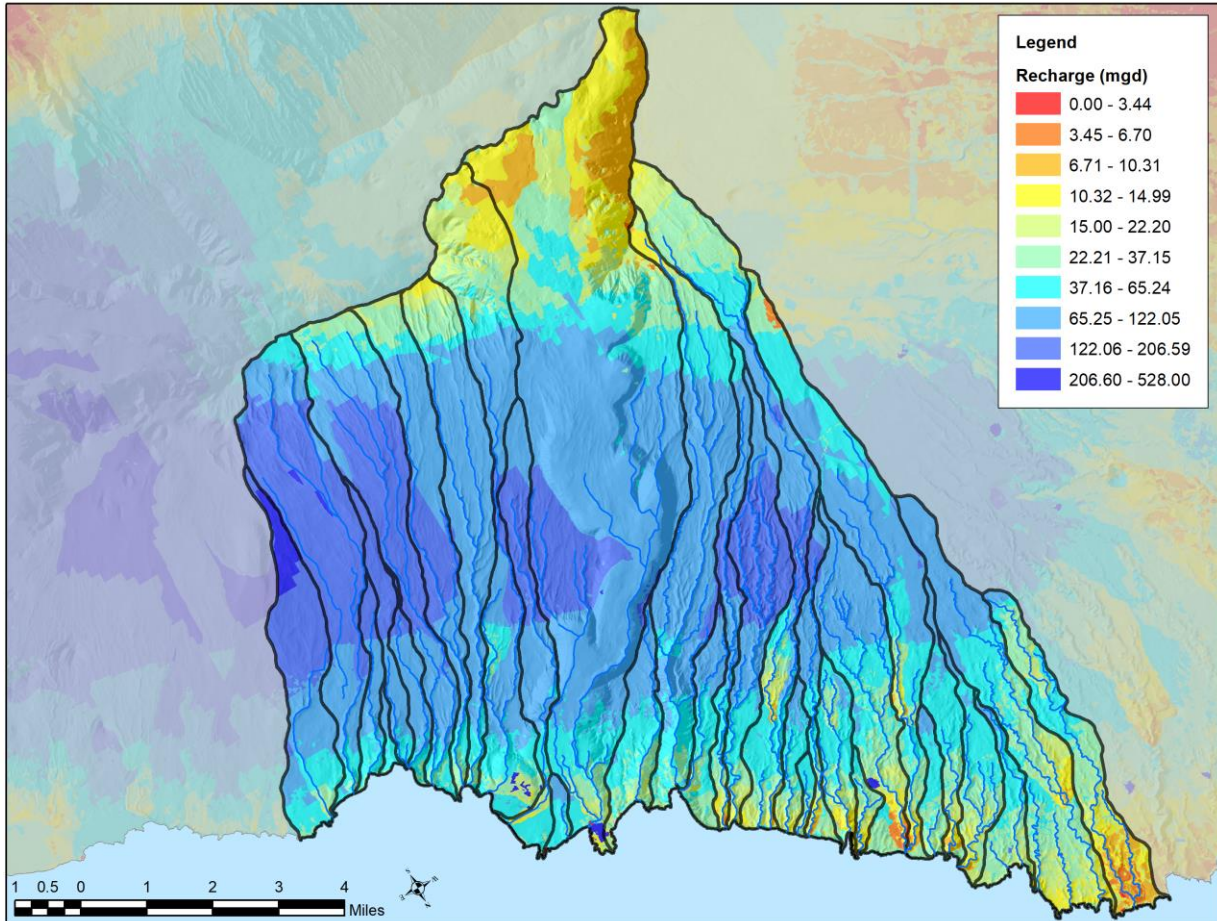 Legend
Recharge (mgd)
0.00 - 3.44
3.45 - 6.70
6.71 - 10.31
10.32 - 14.99
15.00 - 22.20
22.21 - 37.15
37.16 - 65.24
65.25 - 122.05
122.06 - 206.59
206.60 - 528.00
1 0.5 0 1 2 3 4
Miles